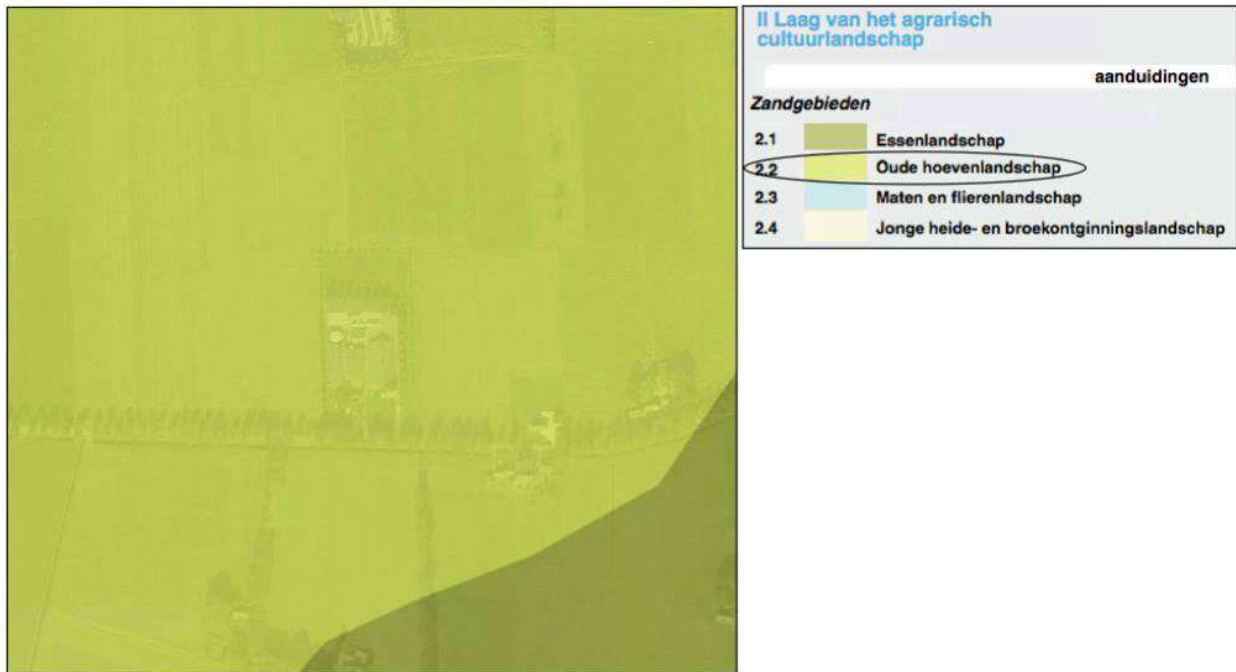 II Laag van het agrarisch
cultuurlandschap
aanduidingen
Zandgebieden
2.1 Essenlandschap
2.2 Oude hoevenlandschap
2.3 Maten en flierenlandschap
2.4 Jonge heide- en broekontginningslandschap